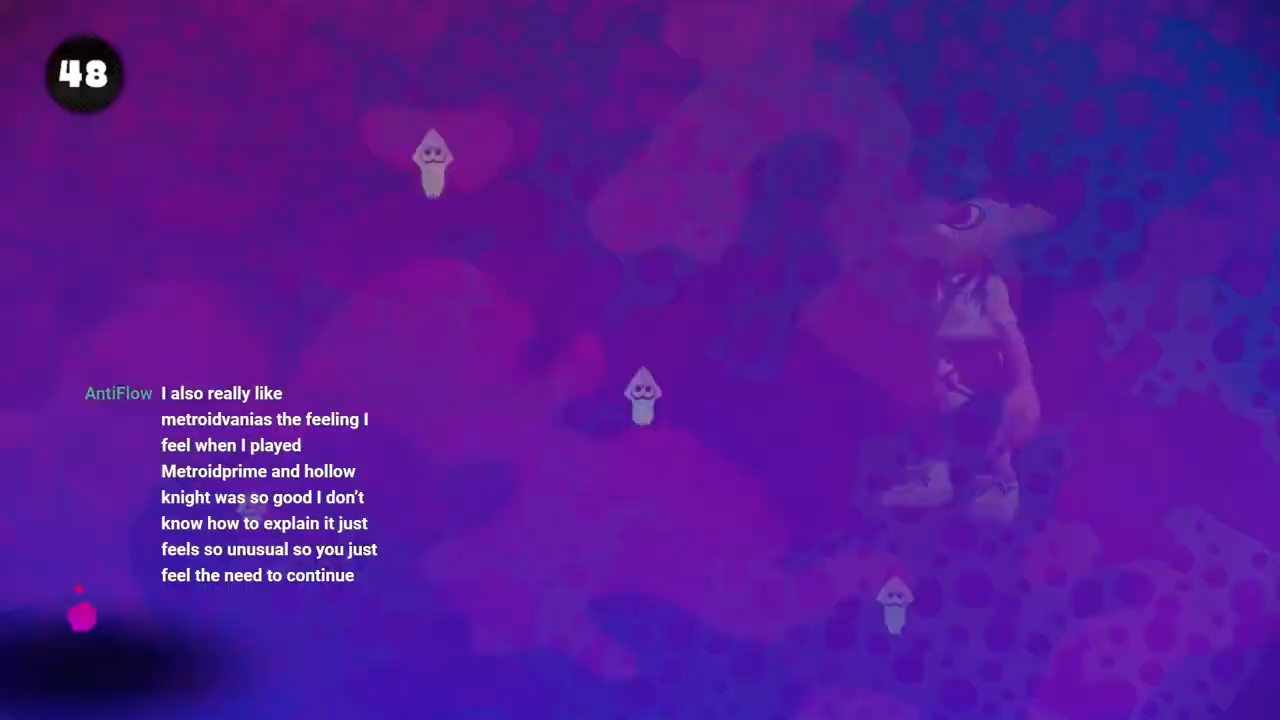 48
AntiFlow I also really like
metroidvanias the feeling I
feel when I played
Metroidprime and hollow
knight was so good I don't
know how to explain it just
feels so unusual so you just
feel the need to continue